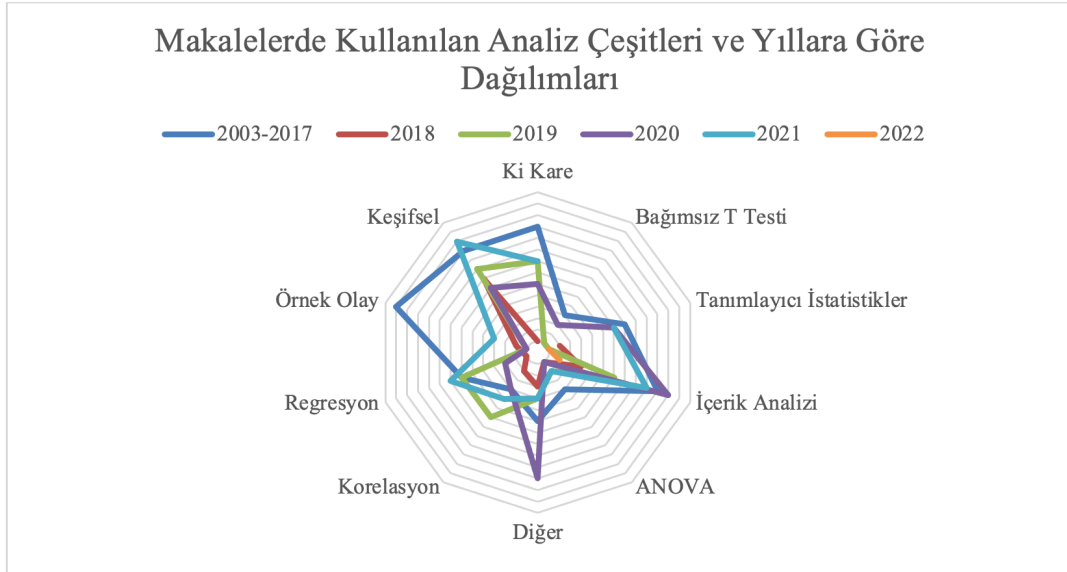 Makalelerde Kullanılan Analiz Çeşitleri ve Yıllara Göre
Dağılımları
2003-2017 2018 2019 2020 2021 2022
Ki Kare
Keşifsel Bağımsız T Testi
Örnek Olay Tanımlayıcı İstatistikler
Regresyon İçerik Analizi
Korelasyon ANOVA
Diğer